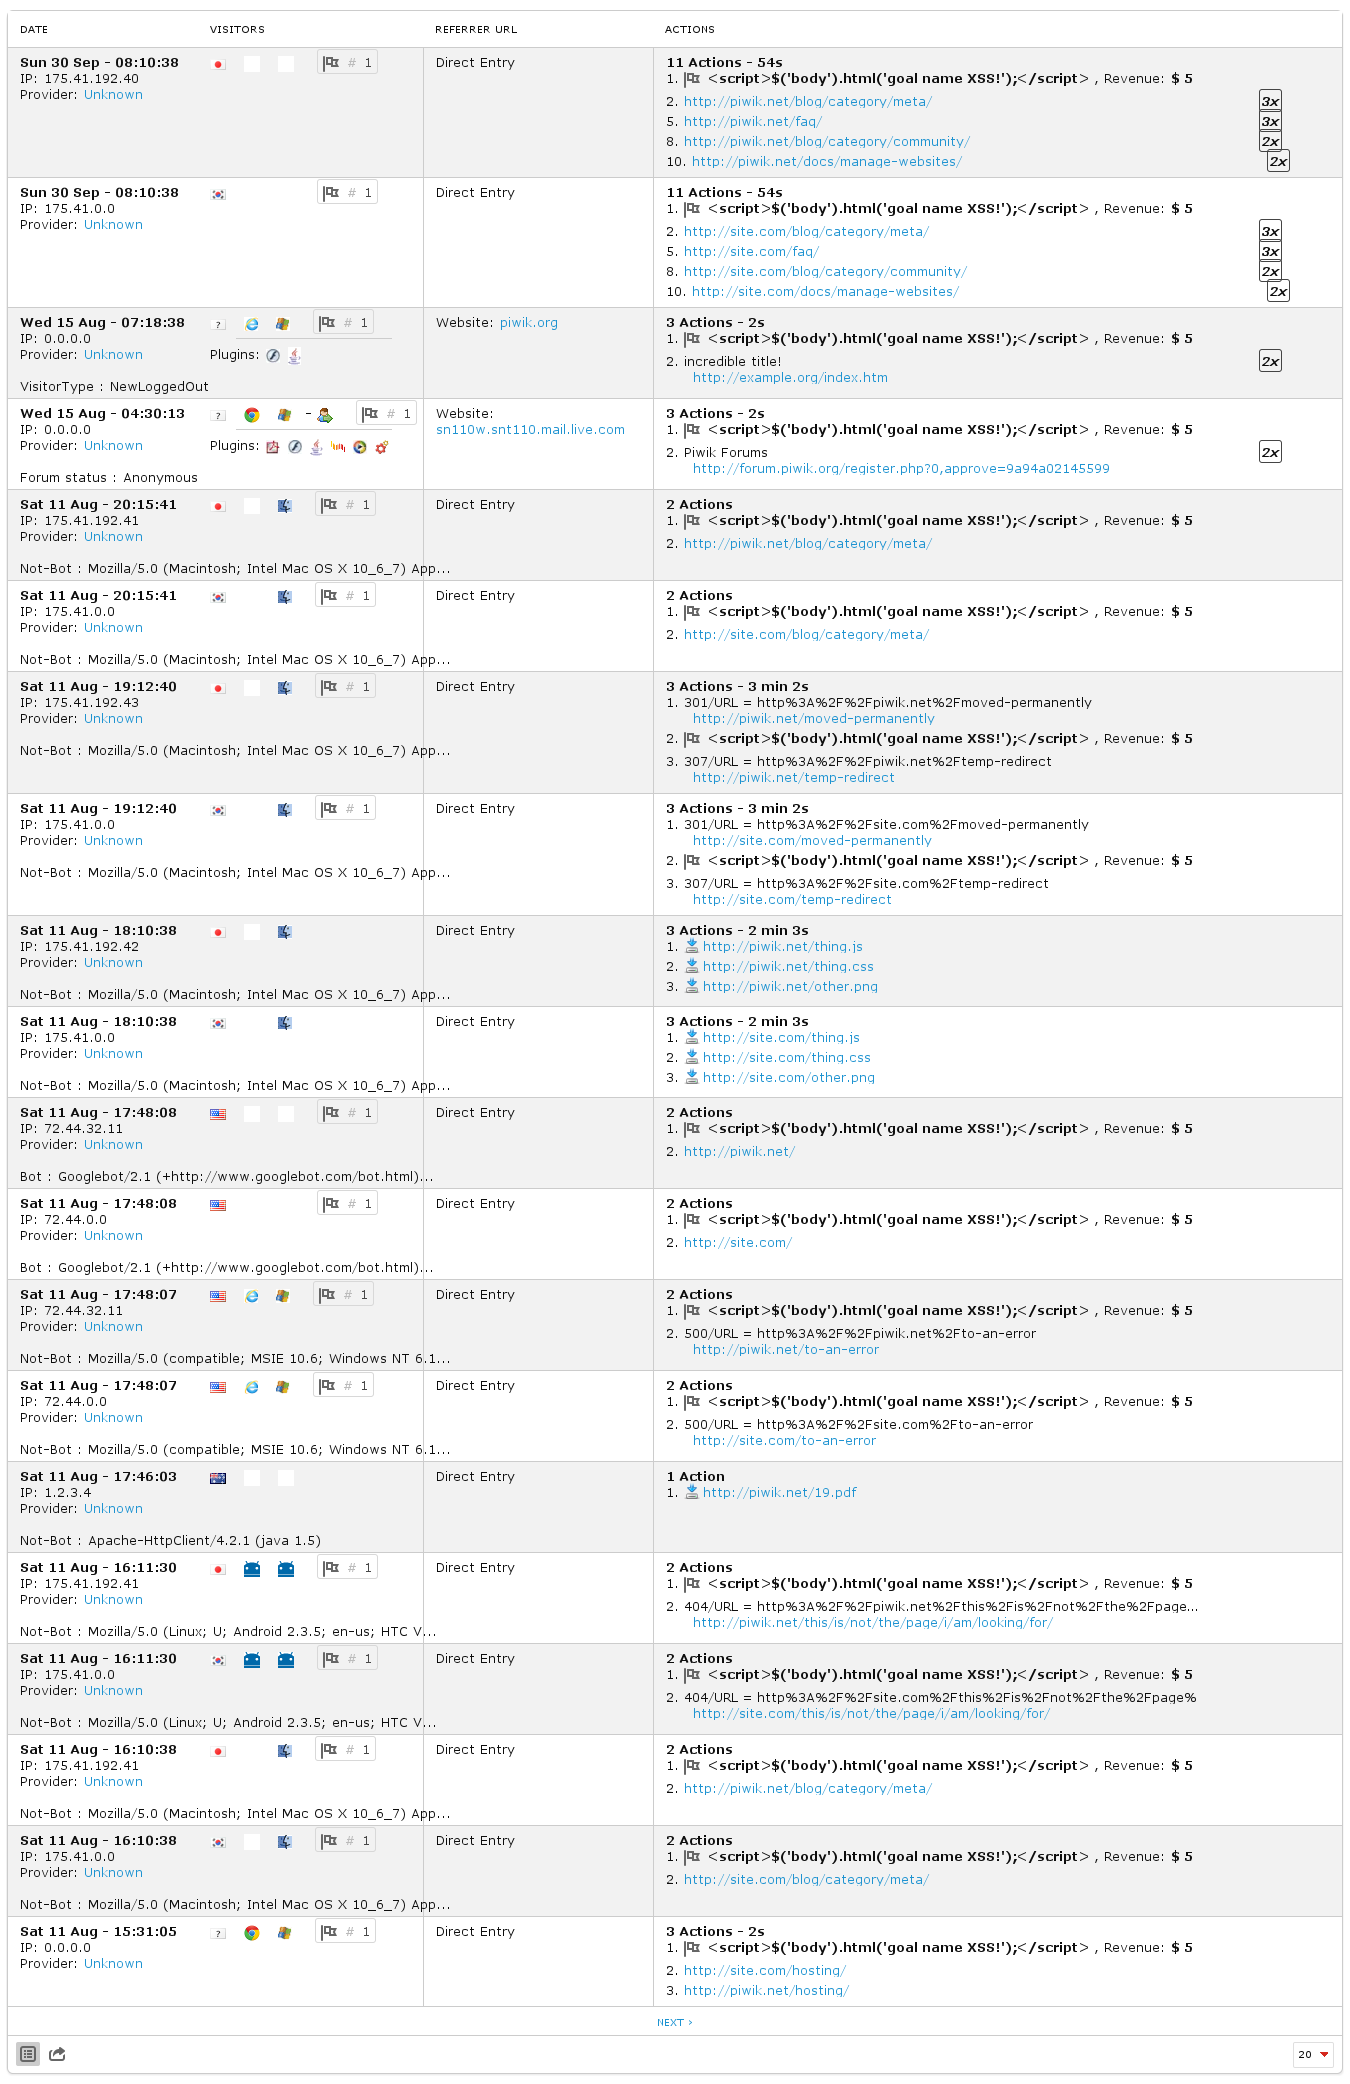 DATE VISITORS REFERRER URL ACTIONS
Sun 30 Sep - 08:10:38 # 1 Direct Entry 11 Actions - 54s
IP: 175.41.192.40 1. <script>$('body').html('goal name XSS!');</script> , Revenue: $ 5
Provider: Unknown 2. http://piwik.net/blog/category/meta/ 3x
5. http://piwik.net/faq/ 3x
8. http://piwik.net/blog/category/community/ 2x
10. http://piwik.net/docs/manage-websites/ 2x
Sun 30 Sep - 08:10:38 # 1 Direct Entry 11 Actions - 54s
IP: 175.41.0.0 1. <script>$('body').html('goal name XSS!');</script> , Revenue: $ 5
Provider: Unknown 2. http://site.com/blog/category/meta/ 3x
5. http://site.com/faq/ 3x
8. http://site.com/blog/category/community/ 2x
10. http://site.com/docs/manage-websites/ 2x
Wed 15 Aug - 07:18:38 ? # 1 Website: piwik.org 3 Actions - 2s
IP: 0.0.0.0 1. <script>$('body').html('goal name XSS!');</script> , Revenue: $ 5
Provider: Unknown Plugins: 2. incredible title! 2x
http://example.org/index.htm
VisitorType : NewLoggedOut
Wed 15 Aug - 04:30:13 ? - # 1 Website: 3 Actions - 2s
IP: 0.0.0.0 sn110w.snt110.mail.live.com 1. <script>$('body').html('goal name XSS!');</script> , Revenue: $ 5
Provider: Unknown Plugins: 2. Piwik Forums 2x
http://forum.piwik.org/register.php?0,approve=9a94a02145599
Forum status : Anonymous
Sat 11 Aug - 20:15:41 # 1 Direct Entry 2 Actions
IP: 175.41.192.41 1. <script>$('body').html('goal name XSS!');</script> , Revenue: $ 5
Provider: Unknown 2. http://piwik.net/blog/category/meta/
Not-Bot : Mozilla/5.0 (Macintosh; Intel Mac OS X 10_6_7) App...
Sat 11 Aug - 20:15:41 # 1 Direct Entry 2 Actions
IP: 175.41.0.0 1. <script>$('body').html('goal name XSS!');</script> , Revenue: $ 5
Provider: Unknown 2. http://site.com/blog/category/meta/
Not-Bot : Mozilla/5.0 (Macintosh; Intel Mac OS X 10_6_7) App...
Sat 11 Aug - 19:12:40 # 1 Direct Entry 3 Actions - 3 min 2s
IP: 175.41.192.43 1. 301/URL = http%3A%2F%2Fpiwik.net%2Fmoved-permanently
Provider: Unknown http://piwik.net/moved-permanently
2. <script>$('body').html('goal name XSS!');</script> , Revenue: $ 5
Not-Bot : Mozilla/5.0 (Macintosh; Intel Mac OS X 10_6_7) App...
3. 307/URL = http%3A%2F%2Fpiwik.net%2Ftemp-redirect
http://piwik.net/temp-redirect
Sat 11 Aug - 19:12:40 # 1 Direct Entry 3 Actions - 3 min 2s
IP: 175.41.0.0 1. 301/URL = http%3A%2F%2Fsite.com%2Fmoved-permanently
Provider: Unknown http://site.com/moved-permanently
2. <script>$('body').html('goal name XSS!');</script> , Revenue: $ 5
Not-Bot : Mozilla/5.0 (Macintosh; Intel Mac OS X 10_6_7) App...
3. 307/URL = http%3A%2F%2Fsite.com%2Ftemp-redirect
http://site.com/temp-redirect
Sat 11 Aug - 18:10:38 Direct Entry 3 Actions - 2 min 3s
IP: 175.41.192.42 1. http://piwik.net/thing.js
Provider: Unknown 2. http://piwik.net/thing.css
3. http://piwik.net/other.png
Not-Bot : Mozilla/5.0 (Macintosh; Intel Mac OS X 10_6_7) App...
Sat 11 Aug - 18:10:38 Direct Entry 3 Actions - 2 min 3s
IP: 175.41.0.0 1. http://site.com/thing.js
Provider: Unknown 2. http://site.com/thing.css
3. http://site.com/other.png
Not-Bot : Mozilla/5.0 (Macintosh; Intel Mac OS X 10_6_7) App...
Sat 11 Aug - 17:48:08 # 1 Direct Entry 2 Actions
IP: 72.44.32.11 1. <script>$('body').html('goal name XSS!');</script> , Revenue: $ 5
Provider: Unknown 2. http://piwik.net/
Bot : Googlebot/2.1 (+http://www.googlebot.com/bot.html)...
Sat 11 Aug - 17:48:08 # 1 Direct Entry 2 Actions
IP: 72.44.0.0 1. <script>$('body').html('goal name XSS!');</script> , Revenue: $ 5
Provider: Unknown 2. http://site.com/
Bot : Googlebot/2.1 (+http://www.googlebot.com/bot.html)...
Sat 11 Aug - 17:48:07 # 1 Direct Entry 2 Actions
IP: 72.44.32.11 1. <script>$('body').html('goal name XSS!');</script> , Revenue: $ 5
Provider: Unknown 2. 500/URL = http%3A%2F%2Fpiwik.net%2Fto-an-error
http://piwik.net/to-an-error
Not-Bot : Mozilla/5.0 (compatible; MSIE 10.6; Windows NT 6.1...
Sat 11 Aug - 17:48:07 # 1 Direct Entry 2 Actions
IP: 72.44.0.0 1. <script>$('body').html('goal name XSS!');</script> , Revenue: $ 5
Provider: Unknown 2. 500/URL = http%3A%2F%2Fsite.com%2Fto-an-error
http://site.com/to-an-error
Not-Bot : Mozilla/5.0 (compatible; MSIE 10.6; Windows NT 6.1...
Sat 11 Aug - 17:46:03 Direct Entry 1 Action
IP: 1.2.3.4 1. http://piwik.net/19.pdf
Provider: Unknown
Not-Bot : Apache-HttpClient/4.2.1 (java 1.5)
Sat 11 Aug - 16:11:30 # 1 Direct Entry 2 Actions
IP: 175.41.192.41 1. <script>$('body').html('goal name XSS!');</script> , Revenue: $ 5
Provider: Unknown 2. 404/URL = http%3A%2F%2Fpiwik.net%2Fthis%2Fis%2Fnot%2Fthe%2Fpage...
http://piwik.net/this/is/not/the/page/i/am/looking/for/
Not-Bot : Mozilla/5.0 (Linux; U; Android 2.3.5; en-us; HTC V...
Sat 11 Aug - 16:11:30 # 1 Direct Entry 2 Actions
IP: 175.41.0.0 1. <script>$('body').html('goal name XSS!');</script> , Revenue: $ 5
Provider: Unknown 2. 404/URL = http%3A%2F%2Fsite.com%2Fthis%2Fis%2Fnot%2Fthe%2Fpage%
http://site.com/this/is/not/the/page/i/am/looking/for/
Not-Bot : Mozilla/5.0 (Linux; U; Android 2.3.5; en-us; HTC V...
Sat 11 Aug - 16:10:38 # 1 Direct Entry 2 Actions
IP: 175.41.192.41 1. <script>$('body').html('goal name XSS!');</script> , Revenue: $ 5
Provider: Unknown 2. http://piwik.net/blog/category/meta/
Not-Bot : Mozilla/5.0 (Macintosh; Intel Mac OS X 10_6_7) App...
Sat 11 Aug - 16:10:38 # 1 Direct Entry 2 Actions
IP: 175.41.0.0 1. <script>$('body').html('goal name XSS!');</script> , Revenue: $ 5
Provider: Unknown 2. http://site.com/blog/category/meta/
Not-Bot : Mozilla/5.0 (Macintosh; Intel Mac OS X 10_6_7) App...
Sat 11 Aug - 15:31:05 ? # 1 Direct Entry 3 Actions - 2s
IP: 0.0.0.0 1. <script>$('body').html('goal name XSS!');</script> , Revenue: $ 5
Provider: Unknown 2. http://site.com/hosting/
3. http://piwik.net/hosting/
NEXT ›
20